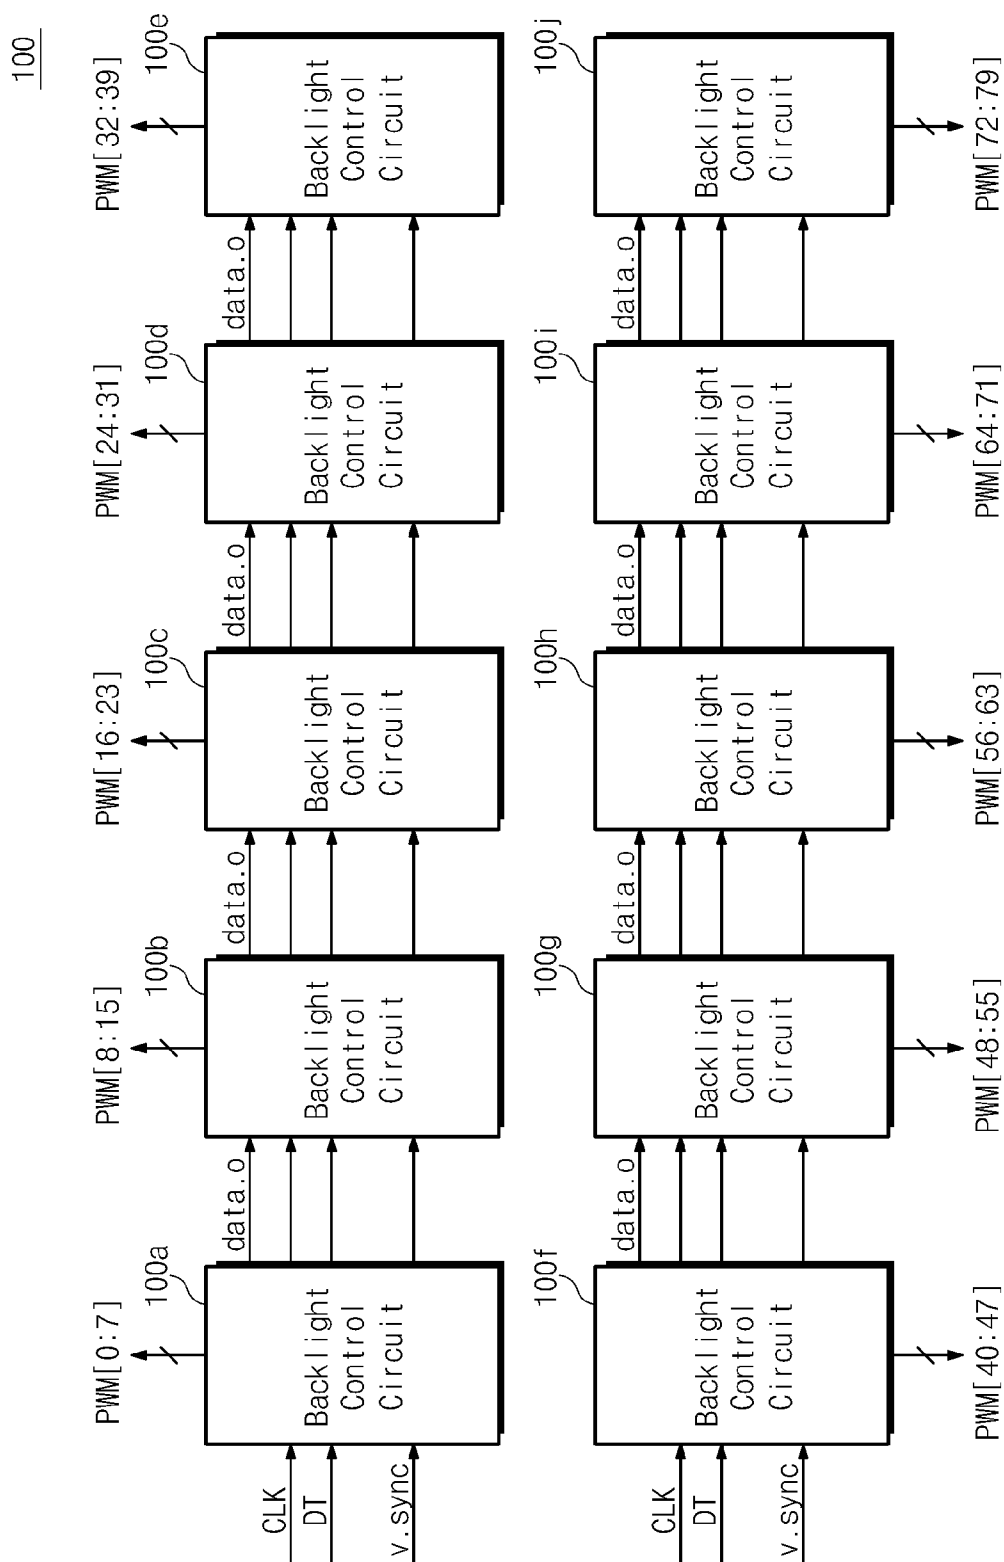 100
PWM[0:7]
PWM[8:15]
PWM[16:23]
PWM[24:31]
PWM[32:39]
100a
100b
100c
100d
100e
Backlight
Control
Circuit
Backlight
Control
Circuit
Backlight
Control
Circuit
Backlight
Control
Circuit
Backlight
Control
Circuit
data.o
data.o
data.o
data.o
CLK
DT
v.sync
100f
100g
100h
100i
100j
Backlight
Control
Circuit
Backlight
Control
Circuit
Backlight
Control
Circuit
Backlight
Control
Circuit
Backlight
Control
Circuit
data.o
data.o
data.o
data.o
CLK
DT
v.sync
PWM[40:47]
PWM[48:55]
PWM[56:63]
PWM[64:71]
PWM[72:79]